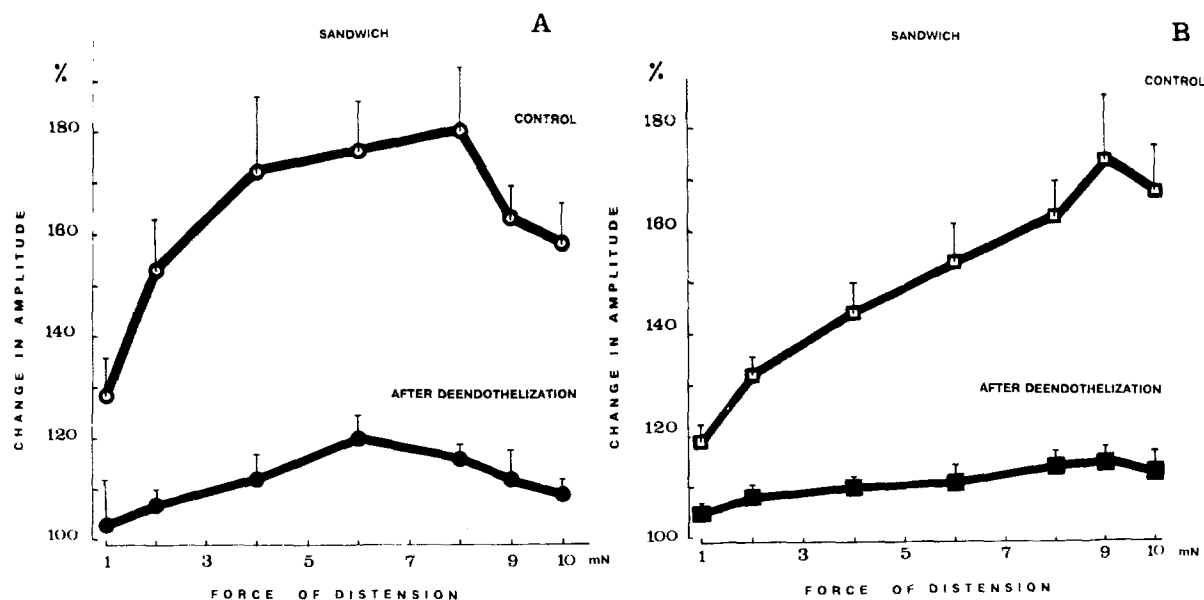 A
SANDWICH
%
CONTROL
180
160
140
120
100
CHANGE IN AMPLITUDE
AFTER DEENDOTHELIZATION
1 3 5 7 9 10 mN
FORCE OF DISTENSION
B
SANDWICH
%
CONTROL
180
160
140
120
100
CHANGE IN AMPLITUDE
AFTER DEENDOTHELIZATION
1 3 5 7 9 10 mN
FORCE OF DISTENSION